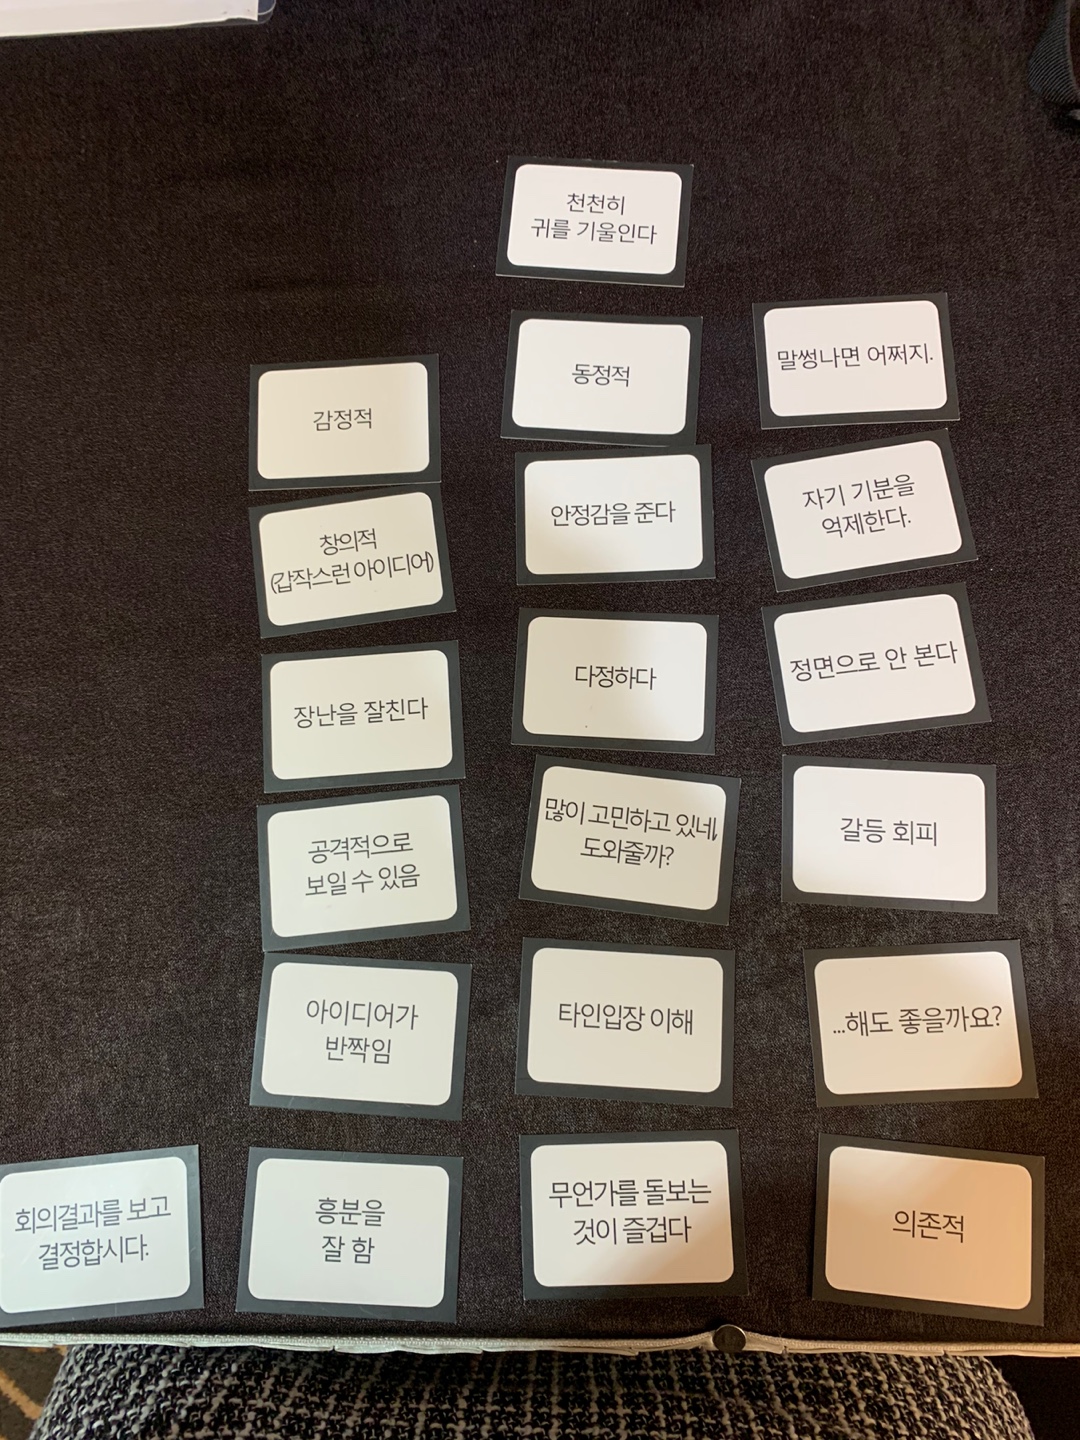 천천히
귀를 기울인다
동정적
말썽나면 어쩌지.
감정적
안정감을 준다
자기 기분을
억제한다.
창의적
(갑작스런 아이디어)
다정하다
정면으로 안 본다
장난을 잘친다
많이 고민하고 있네,
도와줄까?
갈등 회피
공격적으로
보일 수 있음
타인입장 이해
...해도 좋을까요?
아이디어가
반짝임
회의결과를 보고
결정합시다.
흥분을
잘 함
무언가를 돌보는
것이 즐겁다
의존적